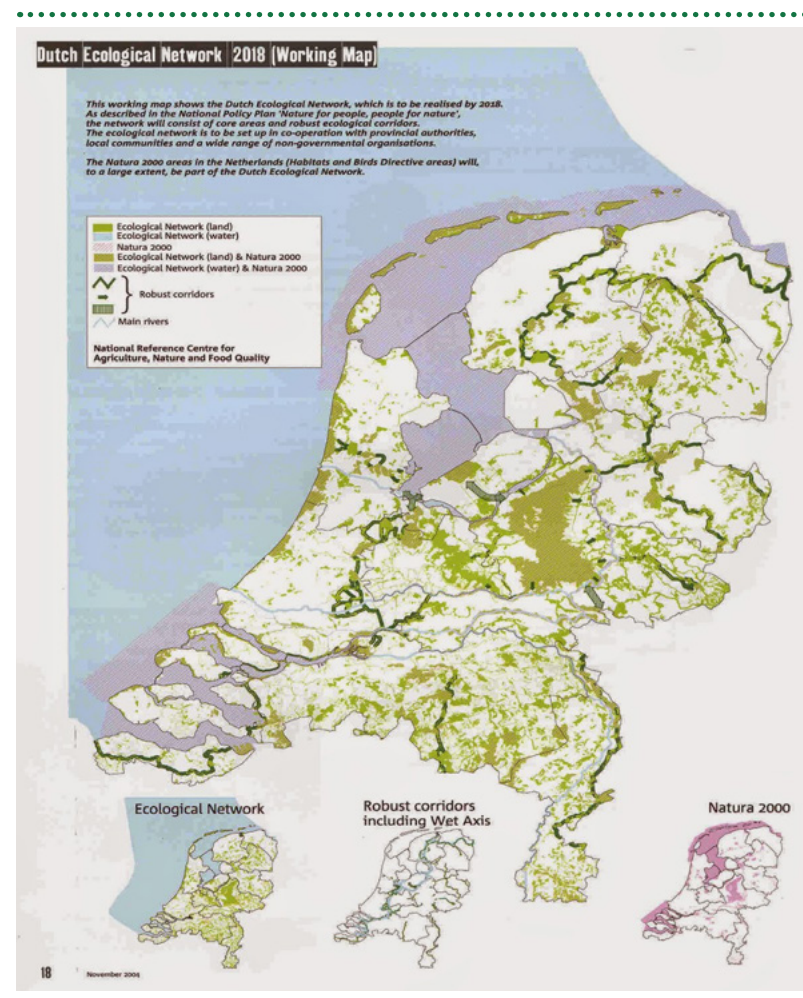 Dutch Ecological Network 2018 (Working Map)
This working map shows the Dutch Ecological Network, which is to be realised by 2018.
As described in the National Policy Plan 'Nature for people, people for nature',
the network will consist of core areas and robust ecological corridors.
The ecological network is to be set up in co-operation with provincial authorities,
local communities and a wide range of non-governmental organisations.
The Natura 2000 areas in the Netherlands (Habitats and Birds Directive areas) will,
to a large extent, be part of the Dutch Ecological Network.
Ecological Network (land)
Ecological Network (water)
Natura 2000
Ecological Network (land) & Natura 2000
Ecological Network (water) & Natura 2000
Robust corridors
Main rivers
National Reference Centre for
Agriculture, Nature and Food Quality
Ecological Network
Robust corridors
including Wet Axis
Natura 2000
18
November 2004